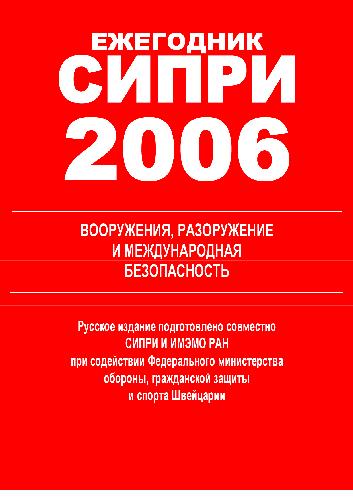 ЕЖЕГОДНИК
СИПРИ
2006
ВООРУЖЕНИЯ, РАЗОРУЖЕНИЕ
И МЕЖДУНАРОДНАЯ
БЕЗОПАСНОСТЬ
Русское издание подготовлено совместно
СИПРИ И ИМЭМО РАН
при содействии Федерального министерства
обороны, гражданской защиты
и спорта Швейцарии